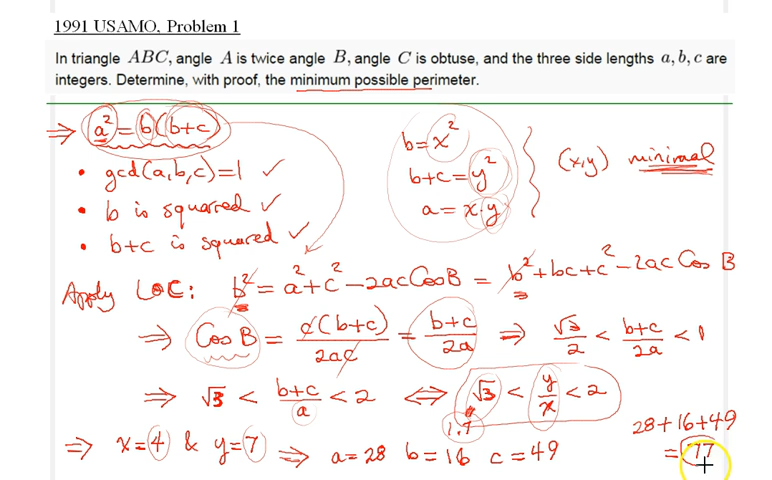 1991 USAMO, Problem 1
In triangle ABC, angle A is twice angle B, angle C is obtuse, and the three side lengths a, b, c are
integers. Determine, with proof, the minimum possible perimeter.
⇒ a² = b(b+c)
• gcd(a,b,c)=1 ✓
• b is squared ✓
• b+c is squared ✓
b = x²
b+c = y²
a = x·y
(x,y) minimal
Apply LOC: b² = a² + c² - 2ac Cos B = b² + bc + c² - 2ac Cos B
⇒ Cos B = c(b+c)/2ac = b+c/2a ⇒ √3/2 < b+c/2a < 1
⇒ √3 < b+c/a < 2 ⇔ √3 < y/x < 2
1.7
⇒ x=4 & y=7 ⇒ a=28 b=16 c=49
28+16+49
= 77